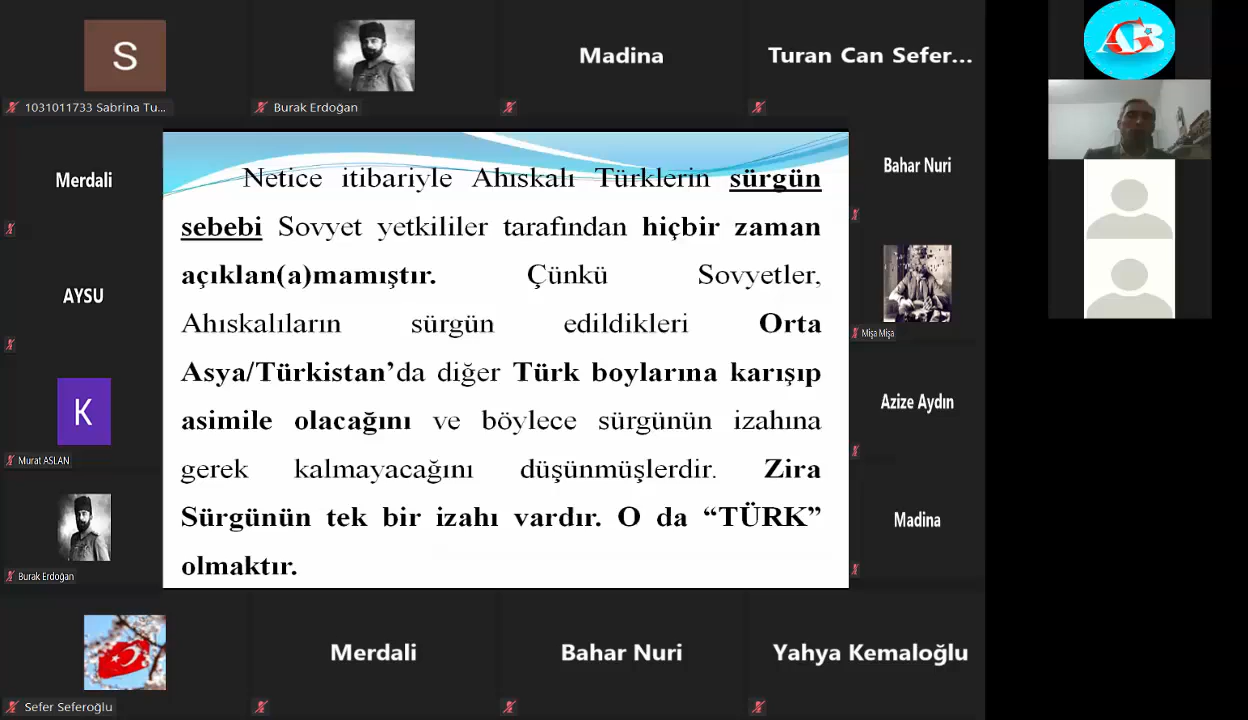 S
1031011733 Sabrina Tu...
Burak Erdoğan
Madina
Turan Can Sefer...
AGB
Merdali
AYSU
K
Murat ASLAN
Burak Erdoğan
Netice itibariyle Ahıskalı Türklerin sürgün
sebebi Sovyet yetkililer tarafından hiçbir zaman
açıklan(a)mamıştır. Çünkü Sovyetler,
Ahıskalıların sürgün edildikleri Orta
Asya/Türkistan’da diğer Türk boylarına karışıp
asimile olacağını ve böylece sürgünün izahına
gerek kalmayacağını düşünmüşlerdir. Zira
Sürgünün tek bir izahı vardır. O da “TÜRK”
olmaktır.
Bahar Nuri
Mişa Mişa
Azize Aydın
Madina
Sefer Seferoğlu
Merdali
Bahar Nuri
Yahya Kemaloğlu